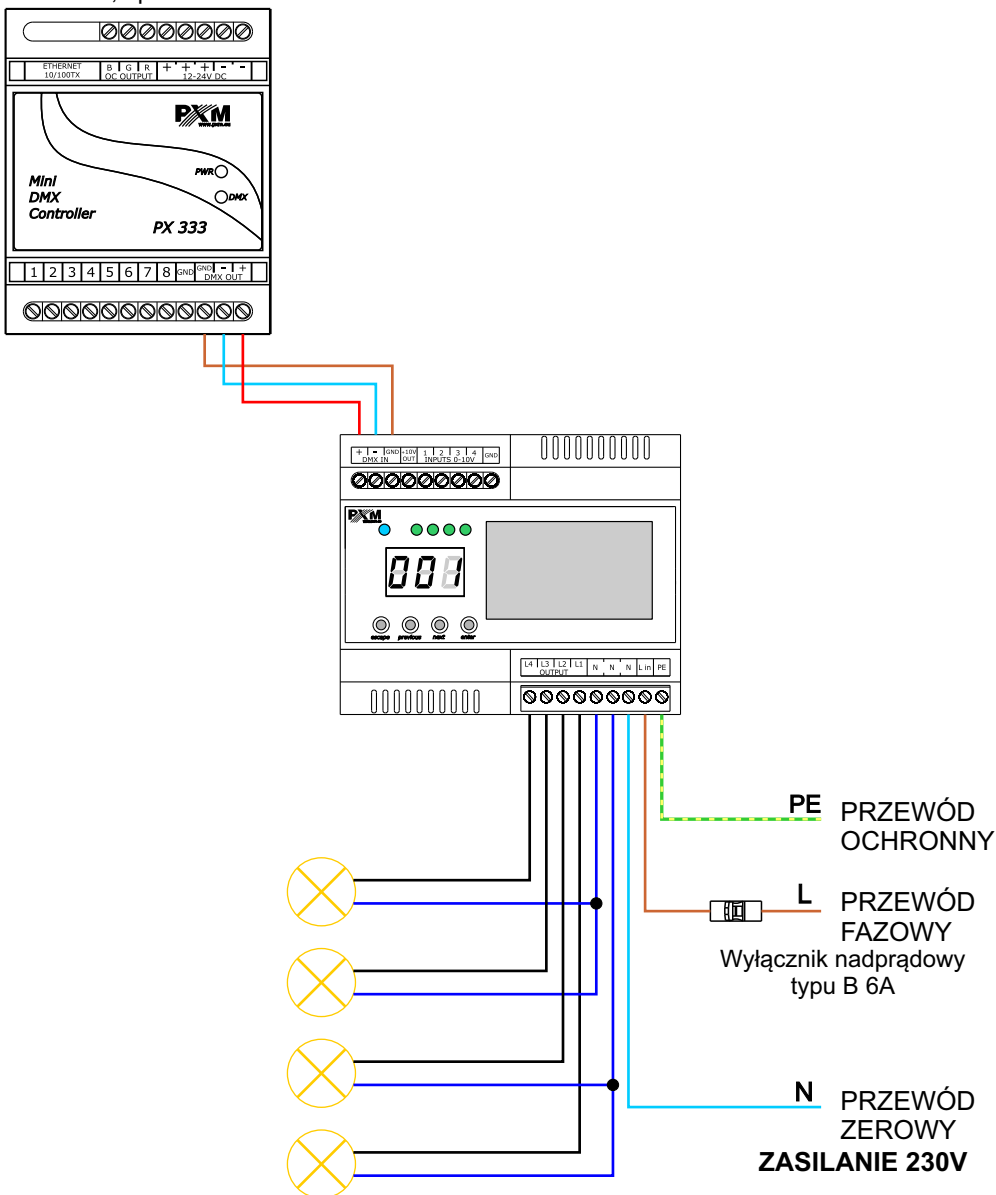 ETHERNET
10/100TX
B G R
OC OUTPUT
+ + + - -
12-24V DC
PXM
www.pxm.eu
PWR
DMX
Mini
DMX
Controller
PX 333
1 2 3 4 5 6 7 8 GND GND - +
DMX OUT
+ - GND +10V 1 2 3 4 GND
DMX IN OUT INPUTS 0-10V
PXM
001
escape previous next enter
L4 L3 L2 L1 N N N L in PE
OUTPUT
PE PRZEWÓD
OCHRONNY
L PRZEWÓD
FAZOWY
Wyłącznik nadprądowy
typu B 6A
N PRZEWÓD
ZEROWY
ZASILANIE 230V